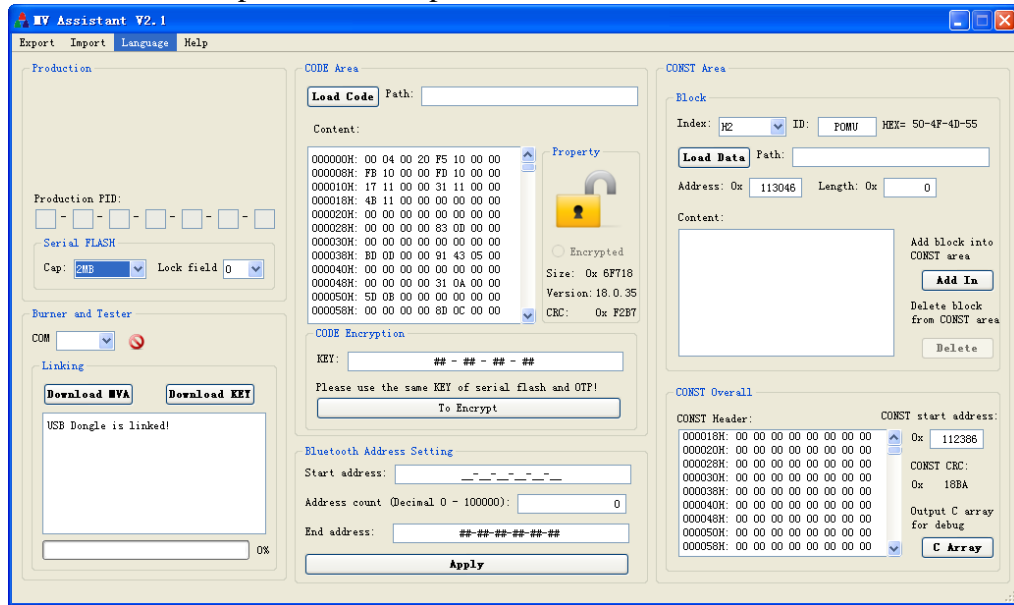 MV Assistant V2.1
Export Import Language Help
Production
Production PID:
- - - - - - -
Serial FLASH
Cap: 2MB Lock field 0
Burner and Tester
COM
Linking
Download MVA Download KEY
USB Dongle is linked!
0%
CODE Area
Load Code Path:
Content:
000000H: 00 04 00 20 F5 10 00 00
000008H: FB 10 00 00 FD 10 00 00
000010H: 17 11 00 00 31 11 00 00
000018H: 4B 11 00 00 00 00 00 00
000020H: 00 00 00 00 00 00 00 00
000028H: 00 00 00 00 83 0D 00 00
000030H: 00 00 00 00 00 00 00 00
000038H: BD 0D 00 00 91 43 05 00
000040H: 00 00 00 00 00 00 00 00
000048H: 00 00 00 00 31 0A 00 00
000050H: 5D 0B 00 00 00 00 00 00
000058H: 00 00 00 00 8D 0C 00 00
Property
Encrypted
Size: 0x 6F718
Version: 18.0.35
CRC: 0x F2B7
CODE Encryption
KEY: ## - ## - ## - ##
Please use the same KEY of serial flash and OTP!
To Encrypt
Bluetooth Address Setting
Start address: __-__-__-__-__-__
Address count (Decimal 0 - 100000): 0
End address: ##-##-##-##-##-##
Apply
CONST Area
Block
Index: H2 ID: POMU HEX= 50-4F-4D-55
Load Data Path:
Address: 0x 113046 Length: 0x 0
Content:
Add block into
CONST area
Add In
Delete block
from CONST area
Delete
CONST Overall
CONST Header:
000018H: 00 00 00 00 00 00 00 00
000020H: 00 00 00 00 00 00 00 00
000028H: 00 00 00 00 00 00 00 00
000030H: 00 00 00 00 00 00 00 00
000038H: 00 00 00 00 00 00 00 00
000040H: 00 00 00 00 00 00 00 00
000048H: 00 00 00 00 00 00 00 00
000050H: 00 00 00 00 00 00 00 00
000058H: 00 00 00 00 00 00 00 00
CONST start address:
0x 112386
CONST CRC:
0x 18BA
Output C array
for debug
C Array